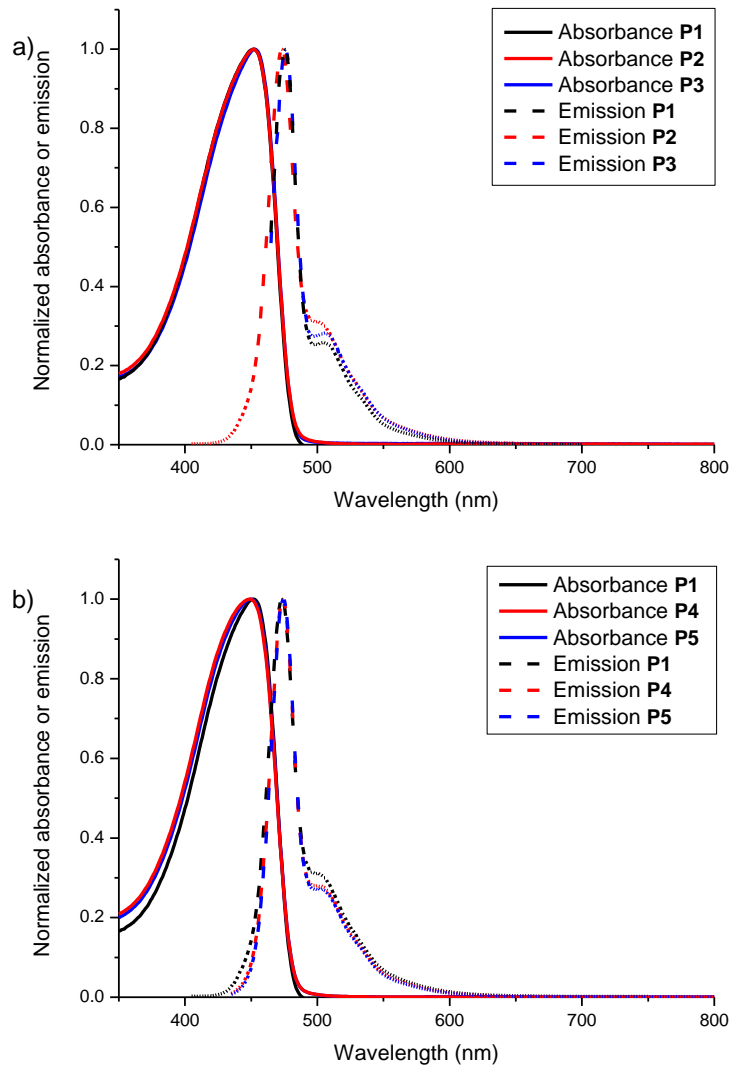 a)
Absorbance P1
Absorbance P2
Absorbance P3
Emission P1
Emission P2
Emission P3
Normalized absorbance or emission
1.0
0.8
0.6
0.4
0.2
0.0
400 500 600 700 800
Wavelength (nm)
b)
Absorbance P1
Absorbance P4
Absorbance P5
Emission P1
Emission P4
Emission P5
Normalized absorbance or emission
1.0
0.8
0.6
0.4
0.2
0.0
400 500 600 700 800
Wavelength (nm)